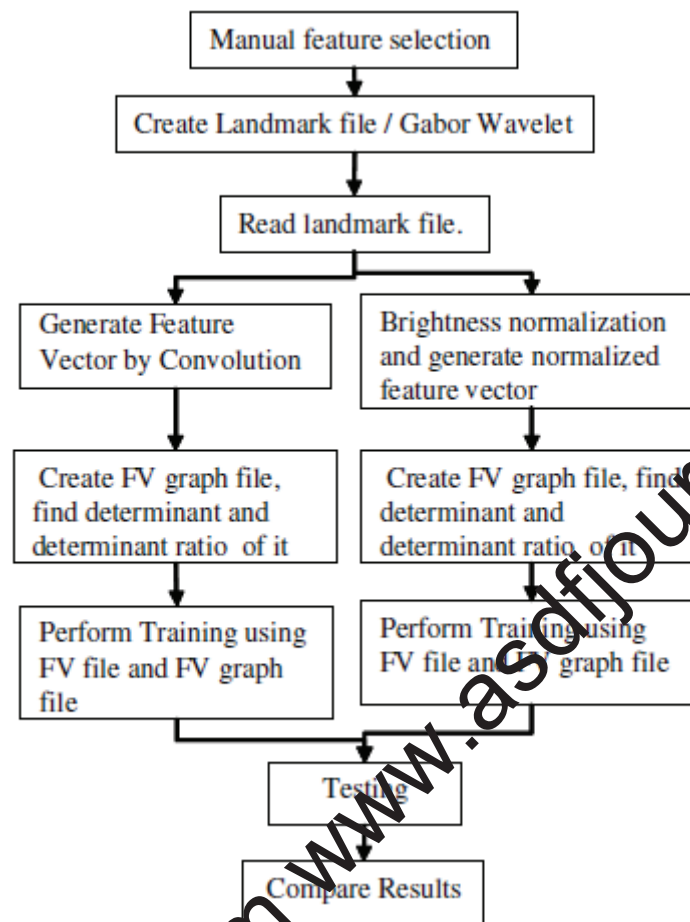 Manual feature selection
Create Landmark file / Gabor Wavelet
Read landmark file.
Generate Feature
Vector by Convolution
Brightness normalization
and generate normalized
feature vector
Create FV graph file,
find determinant and
determinant ratio of it
Create FV graph file, find
determinant and
determinant ratio of it
Perform Training using
FV file and FV graph
file
Perform Training using
FV file and FV graph file
Testing
Compare Results
www.asdfjour